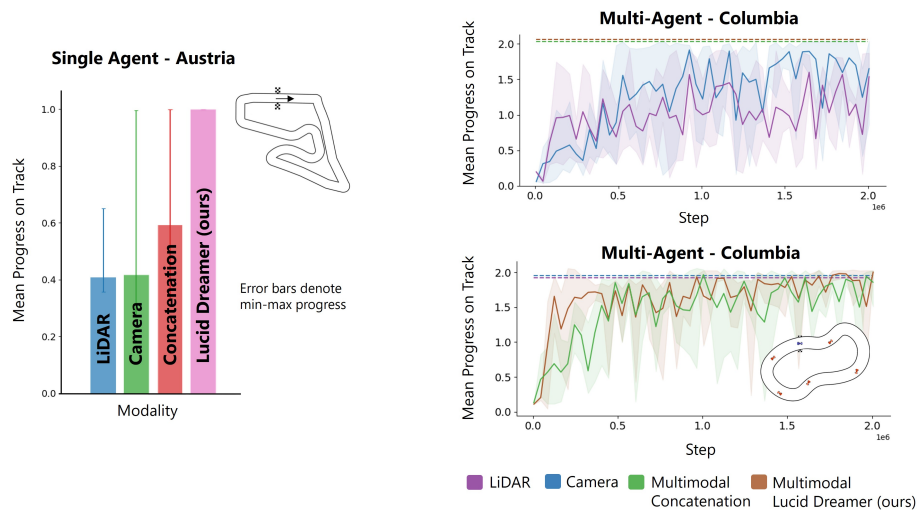 Single Agent - Austria
Mean Progress on Track
1.0
0.8
0.6
0.4
0.2
0.0
LiDAR
Camera
Concatenation
Lucid Dreamer (ours)
Modality
Error bars denote
min-max progress
Multi-Agent - Columbia
Mean Progress on Track
2.0
1.5
1.0
0.5
0.0
0.0
0.5
1.0
1.5
2.0
1e6
Step
Multi-Agent - Columbia
Mean Progress on Track
2.0
1.5
1.0
0.5
0.0
0.0
0.5
1.0
1.5
2.0
1e6
Step
LiDAR
Camera
Multimodal
Concatenation
Multimodal
Lucid Dreamer (ours)